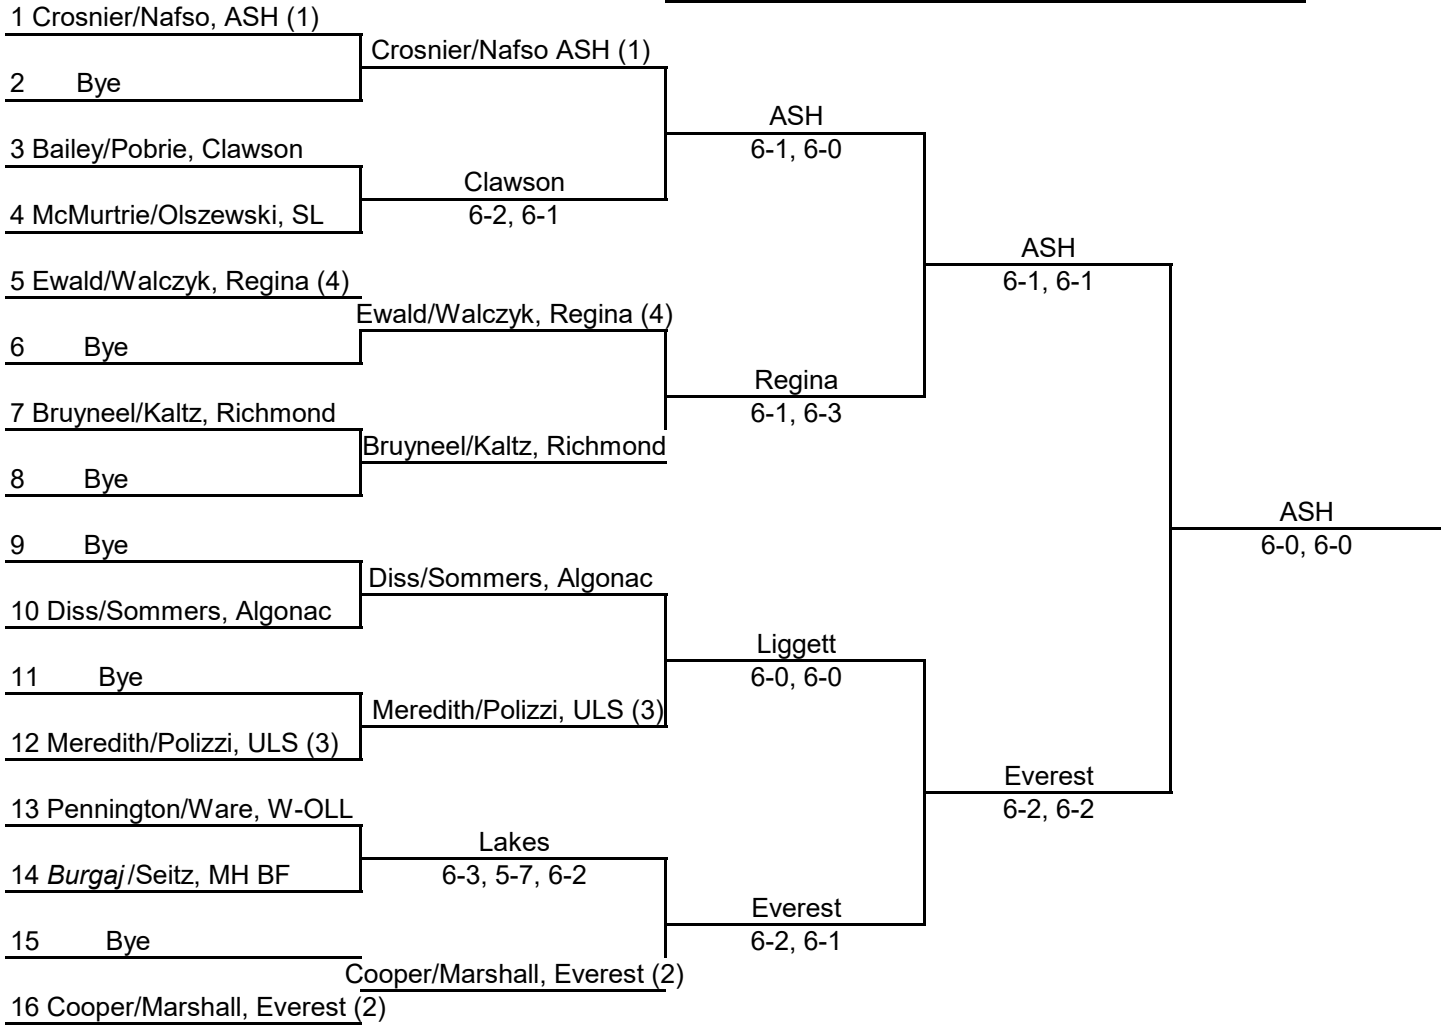 1 Crosnier/Nafso, ASH (1)
Crosnier/Nafso ASH (1)
2 Bye
ASH
6-1, 6-0
3 Bailey/Pobrie, Clawson
Clawson
6-2, 6-1
4 McMurtrie/Olszewski, SL
ASH
6-1, 6-1
5 Ewald/Walczyk, Regina (4)
Ewald/Walczyk, Regina (4)
6 Bye
Regina
6-1, 6-3
7 Bruyneel/Kaltz, Richmond
Bruyneel/Kaltz, Richmond
8 Bye
ASH
6-0, 6-0
9 Bye
Diss/Sommers, Algonac
10 Diss/Sommers, Algonac
Liggett
6-0, 6-0
11 Bye
Meredith/Polizzi, ULS (3)
12 Meredith/Polizzi, ULS (3)
Everest
6-2, 6-2
13 Pennington/Ware, W-OLL
Lakes
6-3, 5-7, 6-2
14 Burgaj/Seitz, MH BF
Everest
6-2, 6-1
15 Bye
Cooper/Marshall, Everest (2)
16 Cooper/Marshall, Everest (2)